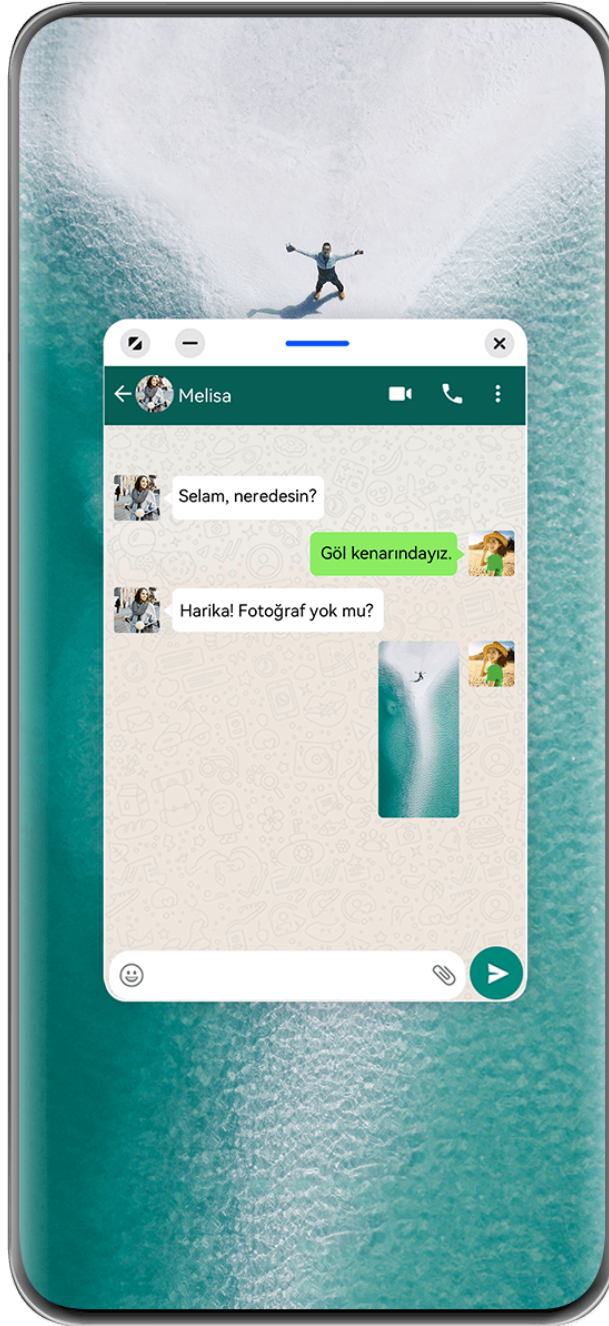 Melisa
Selam, neredesin?
Göl kenarındayız.
Harika! Fotoğraf yok mu?